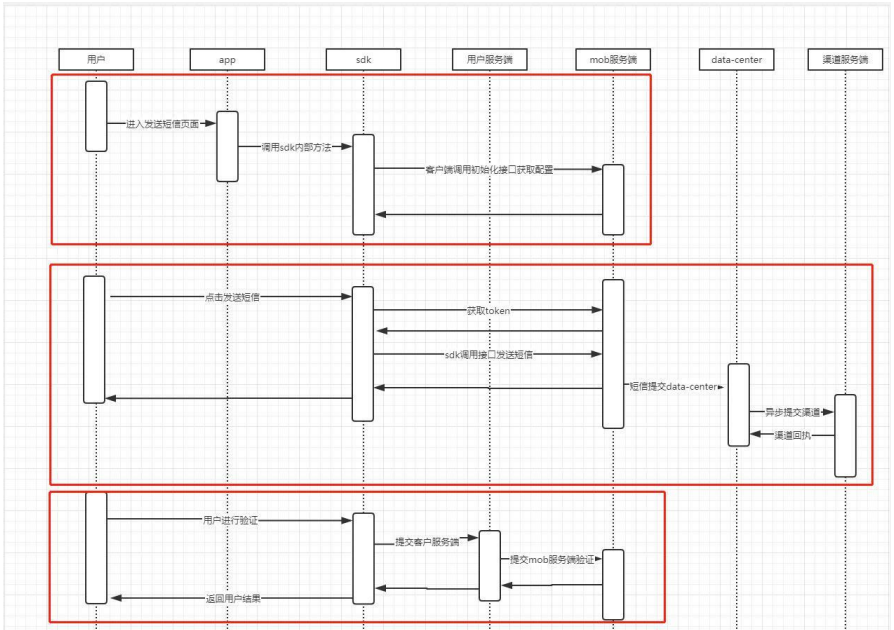 用户
app
sdk
用户服务端
mob服务端
data-center
渠道服务端
进入发送短信页面
调用sdk内部方法
客户端调用初始化接口获取配置
点击发送短信
获取token
sdk调用接口发送短信
短信提交data-center
异步提交渠道
渠道回执
用户进行验证
提交客户服务端
提交mob服务端验证
返回用户结果